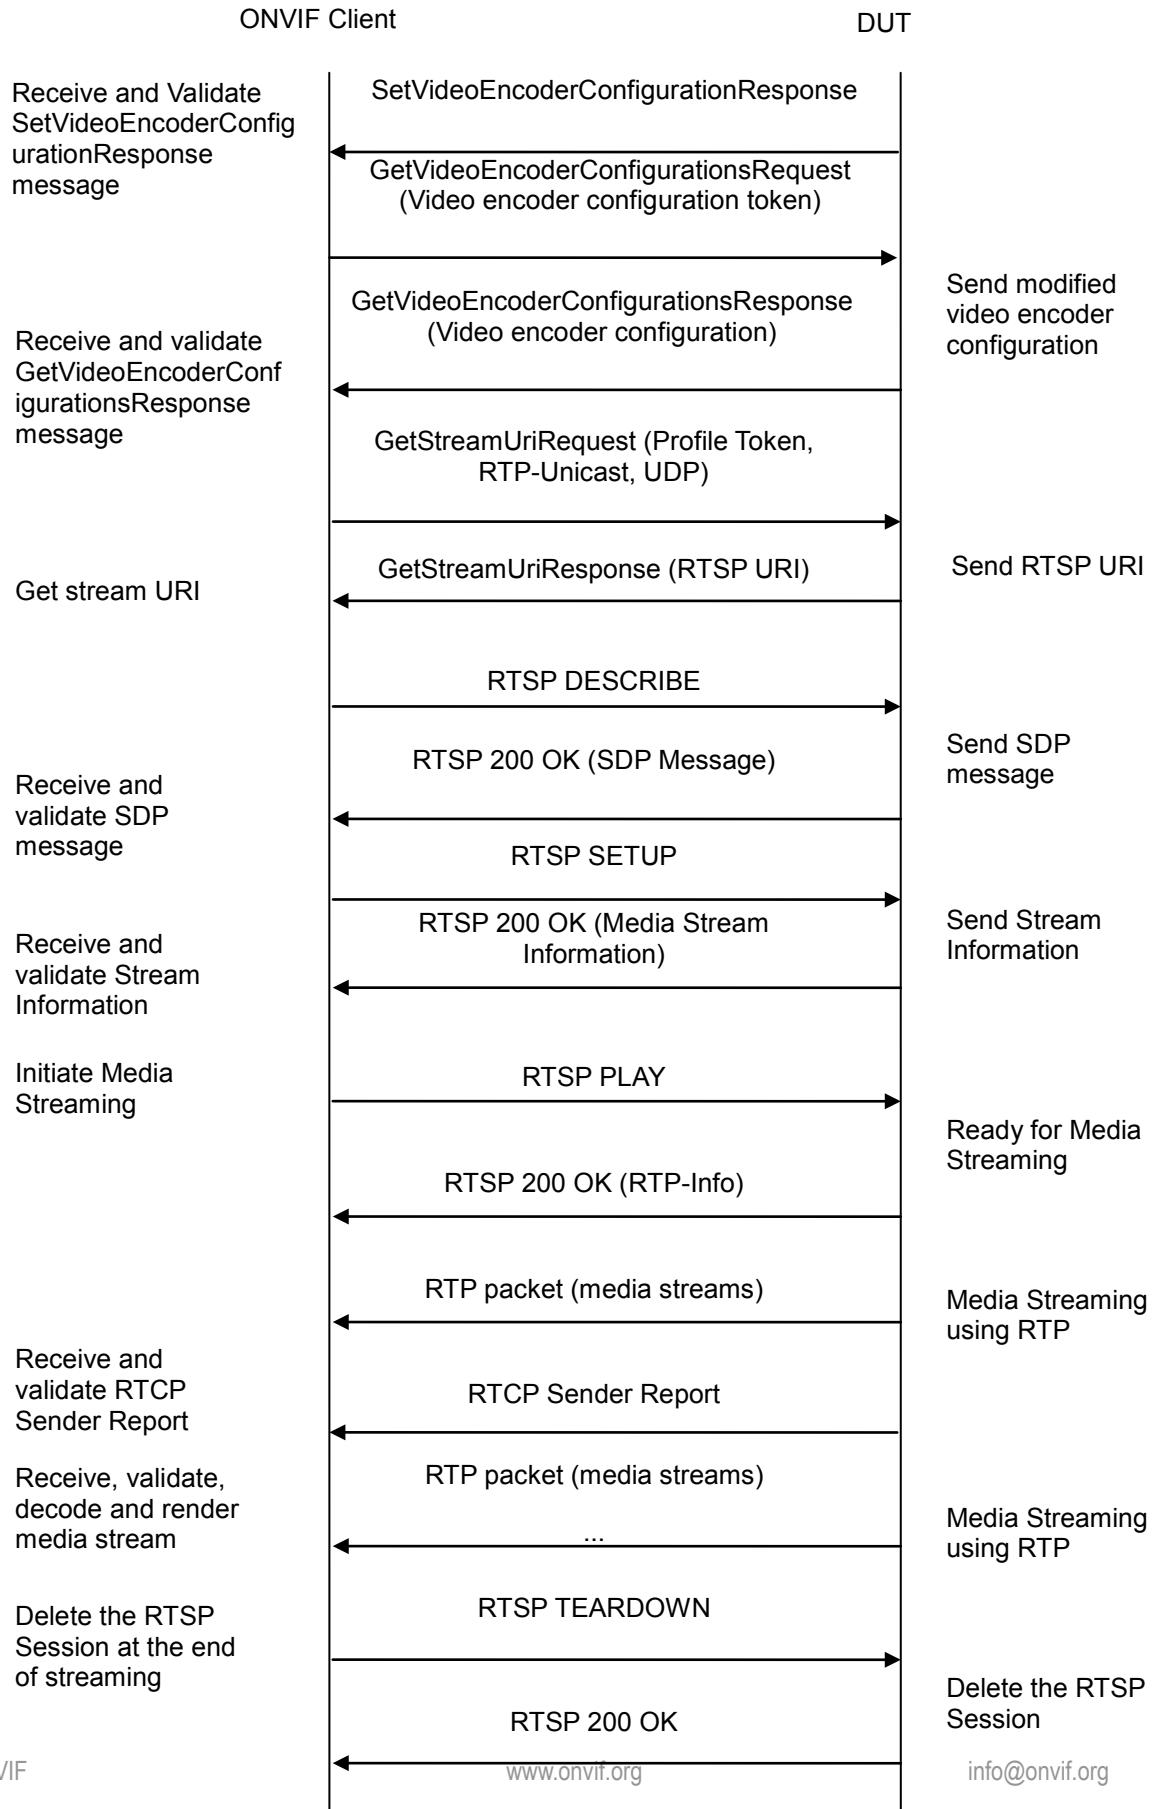 ONVIF Client
DUT
Receive and Validate
SetVideoEncoderConfig
urationResponse
message
SetVideoEncoderConfigurationResponse
GetVideoEncoderConfigurationsRequest
(Video encoder configuration token)
Send modified
video encoder
configuration
GetVideoEncoderConfigurationsResponse
(Video encoder configuration)
Receive and validate
GetVideoEncoderConf
igurationsResponse
message
GetStreamUriRequest (Profile Token,
RTP-Unicast, UDP)
Send RTSP URI
GetStreamUriResponse (RTSP URI)
Get stream URI
RTSP DESCRIBE
Send SDP
message
RTSP 200 OK (SDP Message)
Receive and
validate SDP
message
RTSP SETUP
Send Stream
Information
RTSP 200 OK (Media Stream
Information)
Receive and
validate Stream
Information
Initiate Media
Streaming
RTSP PLAY
Ready for Media
Streaming
RTSP 200 OK (RTP-Info)
RTP packet (media streams)
Media Streaming
using RTP
Receive and
validate RTCP
Sender Report
RTCP Sender Report
Receive, validate,
decode and render
media stream
RTP packet (media streams)
...
Media Streaming
using RTP
Delete the RTSP
Session at the end
of streaming
RTSP TEARDOWN
Delete the RTSP
Session
RTSP 200 OK
VIF
www.onvif.org
info@onvif.org